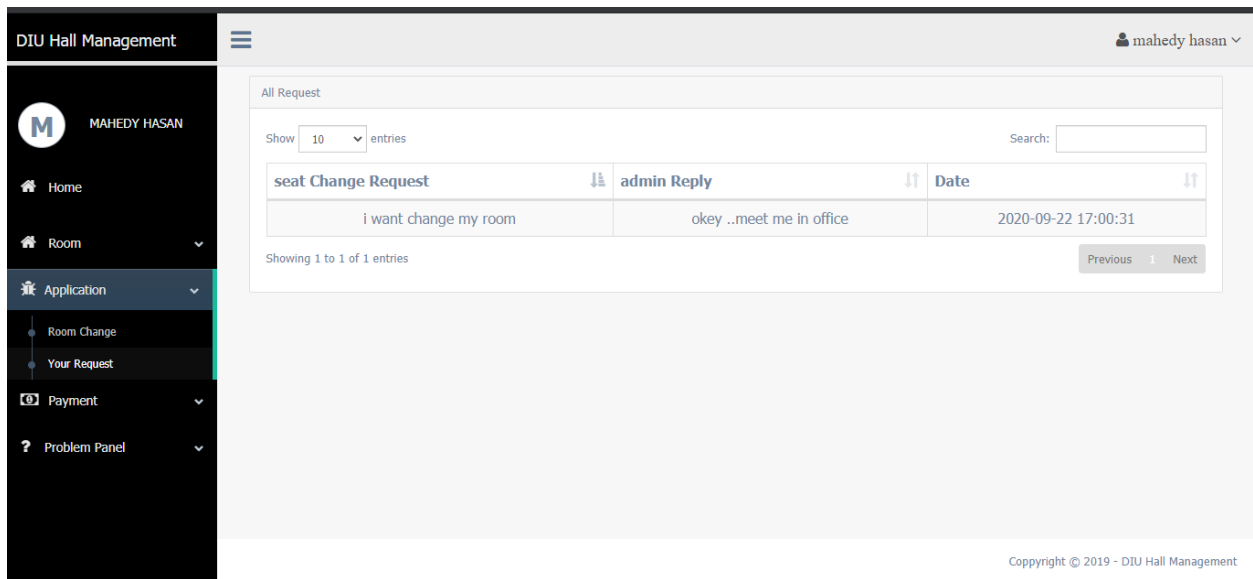 DIU Hall Management
mahedy hasan
M
MAHEDY HASAN
Home
Room
Application
Room Change
Your Request
Payment
? Problem Panel
All Request
Show 10 entries
Search:
seat Change Request admin Reply Date
i want change my room okey ..meet me in office 2020-09-22 17:00:31
Showing 1 to 1 of 1 entries
Previous 1 Next
Coppyright © 2019 - DIU Hall Management